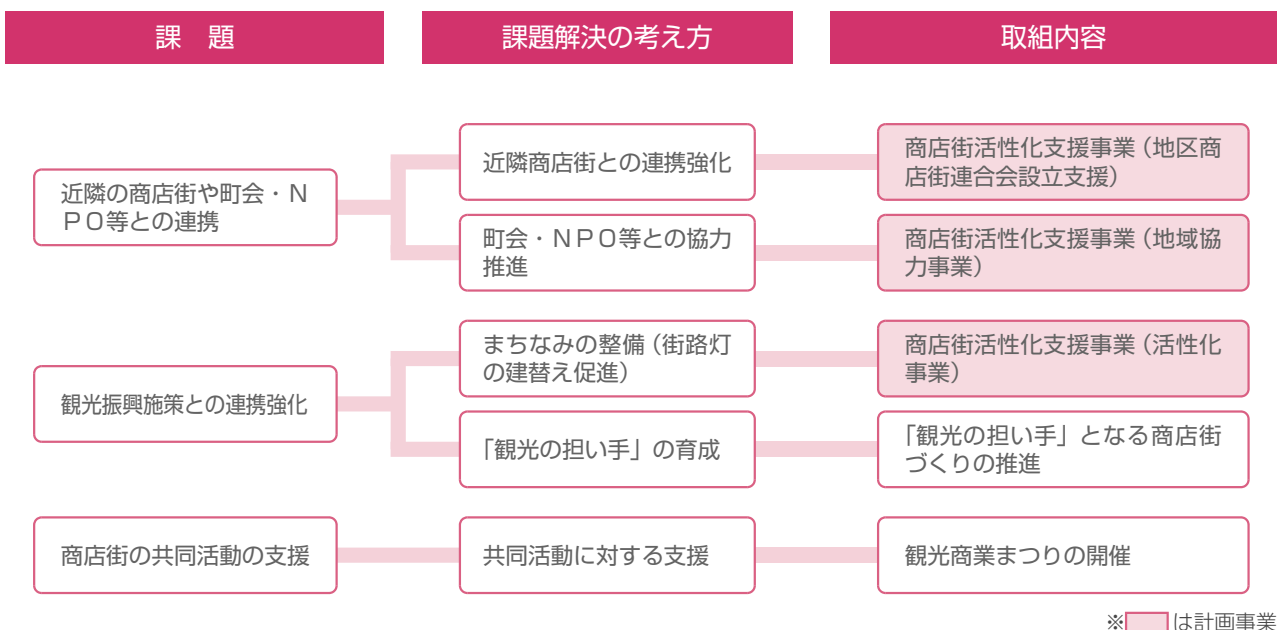 課　題
課題解決の考え方
取組内容
近隣の商店街や町会・N
PO等との連携
近隣商店街との連携強化
商店街活性化支援事業（地区商
店街連合会設立支援）
町会・NPO等との協力
推進
商店街活性化支援事業（地域協
力事業）
観光振興施策との連携強化
まちなみの整備（街路灯
の建替え促進）
商店街活性化支援事業（活性化
事業）
「観光の担い手」の育成
「観光の担い手」となる商店街
づくりの推進
商店街の共同活動の支援
共同活動に対する支援
観光商業まつりの開催
※　は計画事業